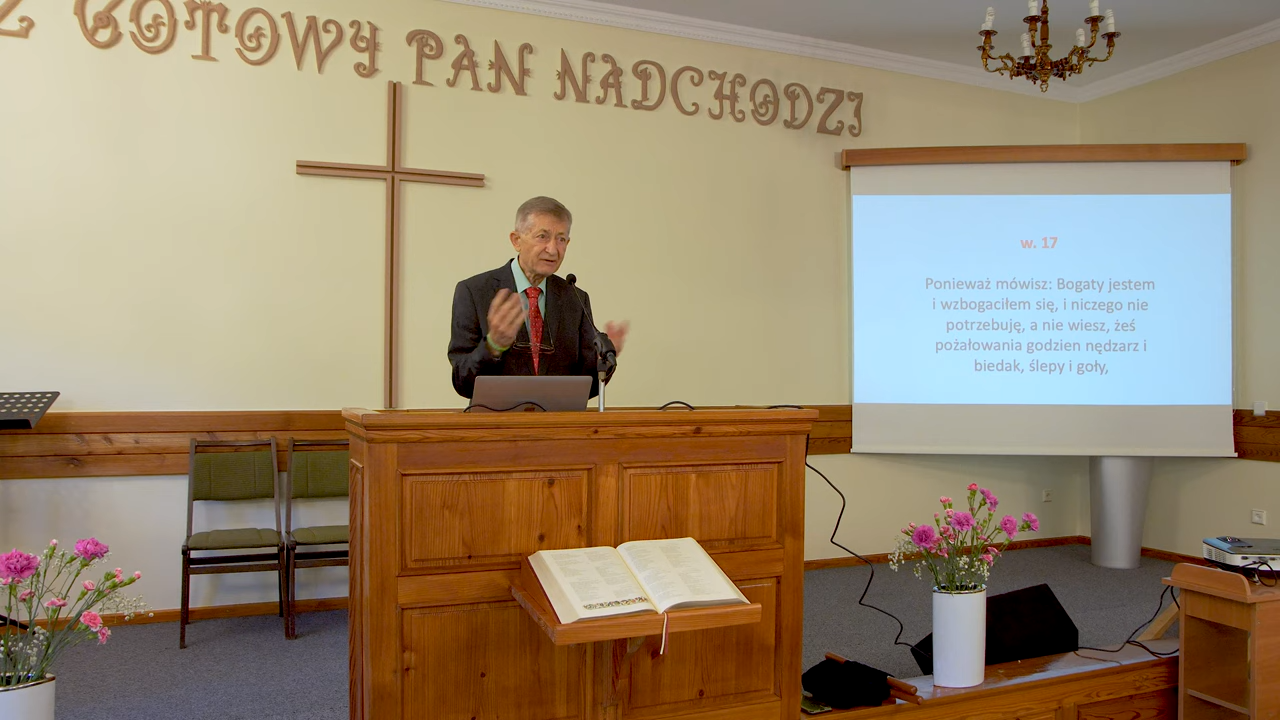 Z GOTOWY PAN NADCHODZI
w. 17
Ponieważ mówisz: Bogaty jestem
i wzbogaciłem się, i niczego nie
potrzebuję, a nie wiesz, żeś
pożałowania godzien nędzarz i
biedak, ślepy i goły,